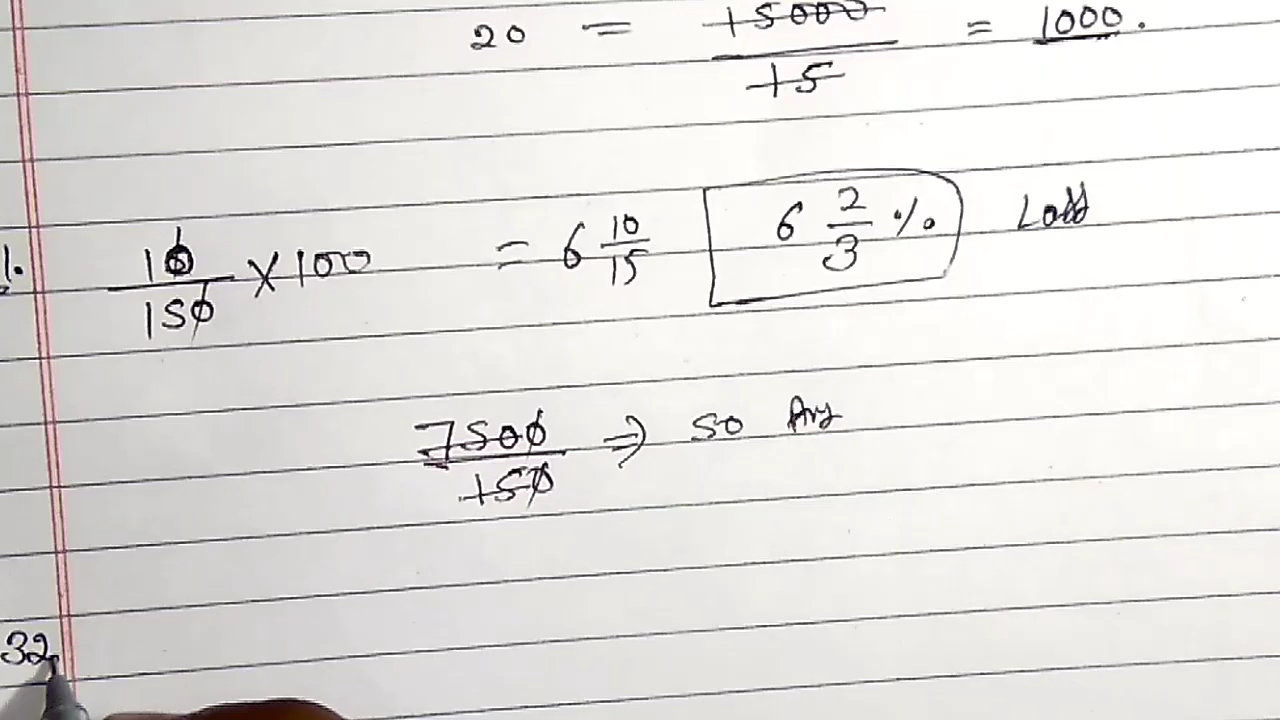 20 = 15000/15 = 1000.
1. 10/150 × 100 = 6 10/15 6 2/3 % Loss
7500/150 ⇒ 50 Ans
32